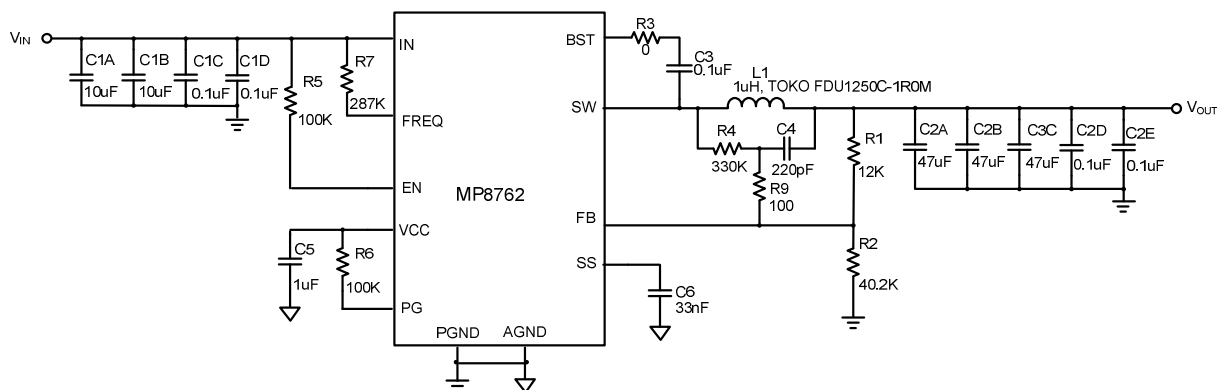 VIN
C1A
10uF
C1B
10uF
C1C
0.1uF
C1D
0.1uF
R5
100K
R7
287K
IN
FREQ
EN
VCC
PG
PGND
AGND
MP8762
BST
SW
FB
SS
C5
1uF
R6
100K
R3
0
C3
0.1uF
L1
1uH, TOKO FDU1250C-1R0M
R4
330K
C4
220pF
R9
100
R1
12K
R2
40.2K
C6
33nF
C2A
47uF
C2B
47uF
C3C
47uF
C2D
0.1uF
C2E
0.1uF
VOUT